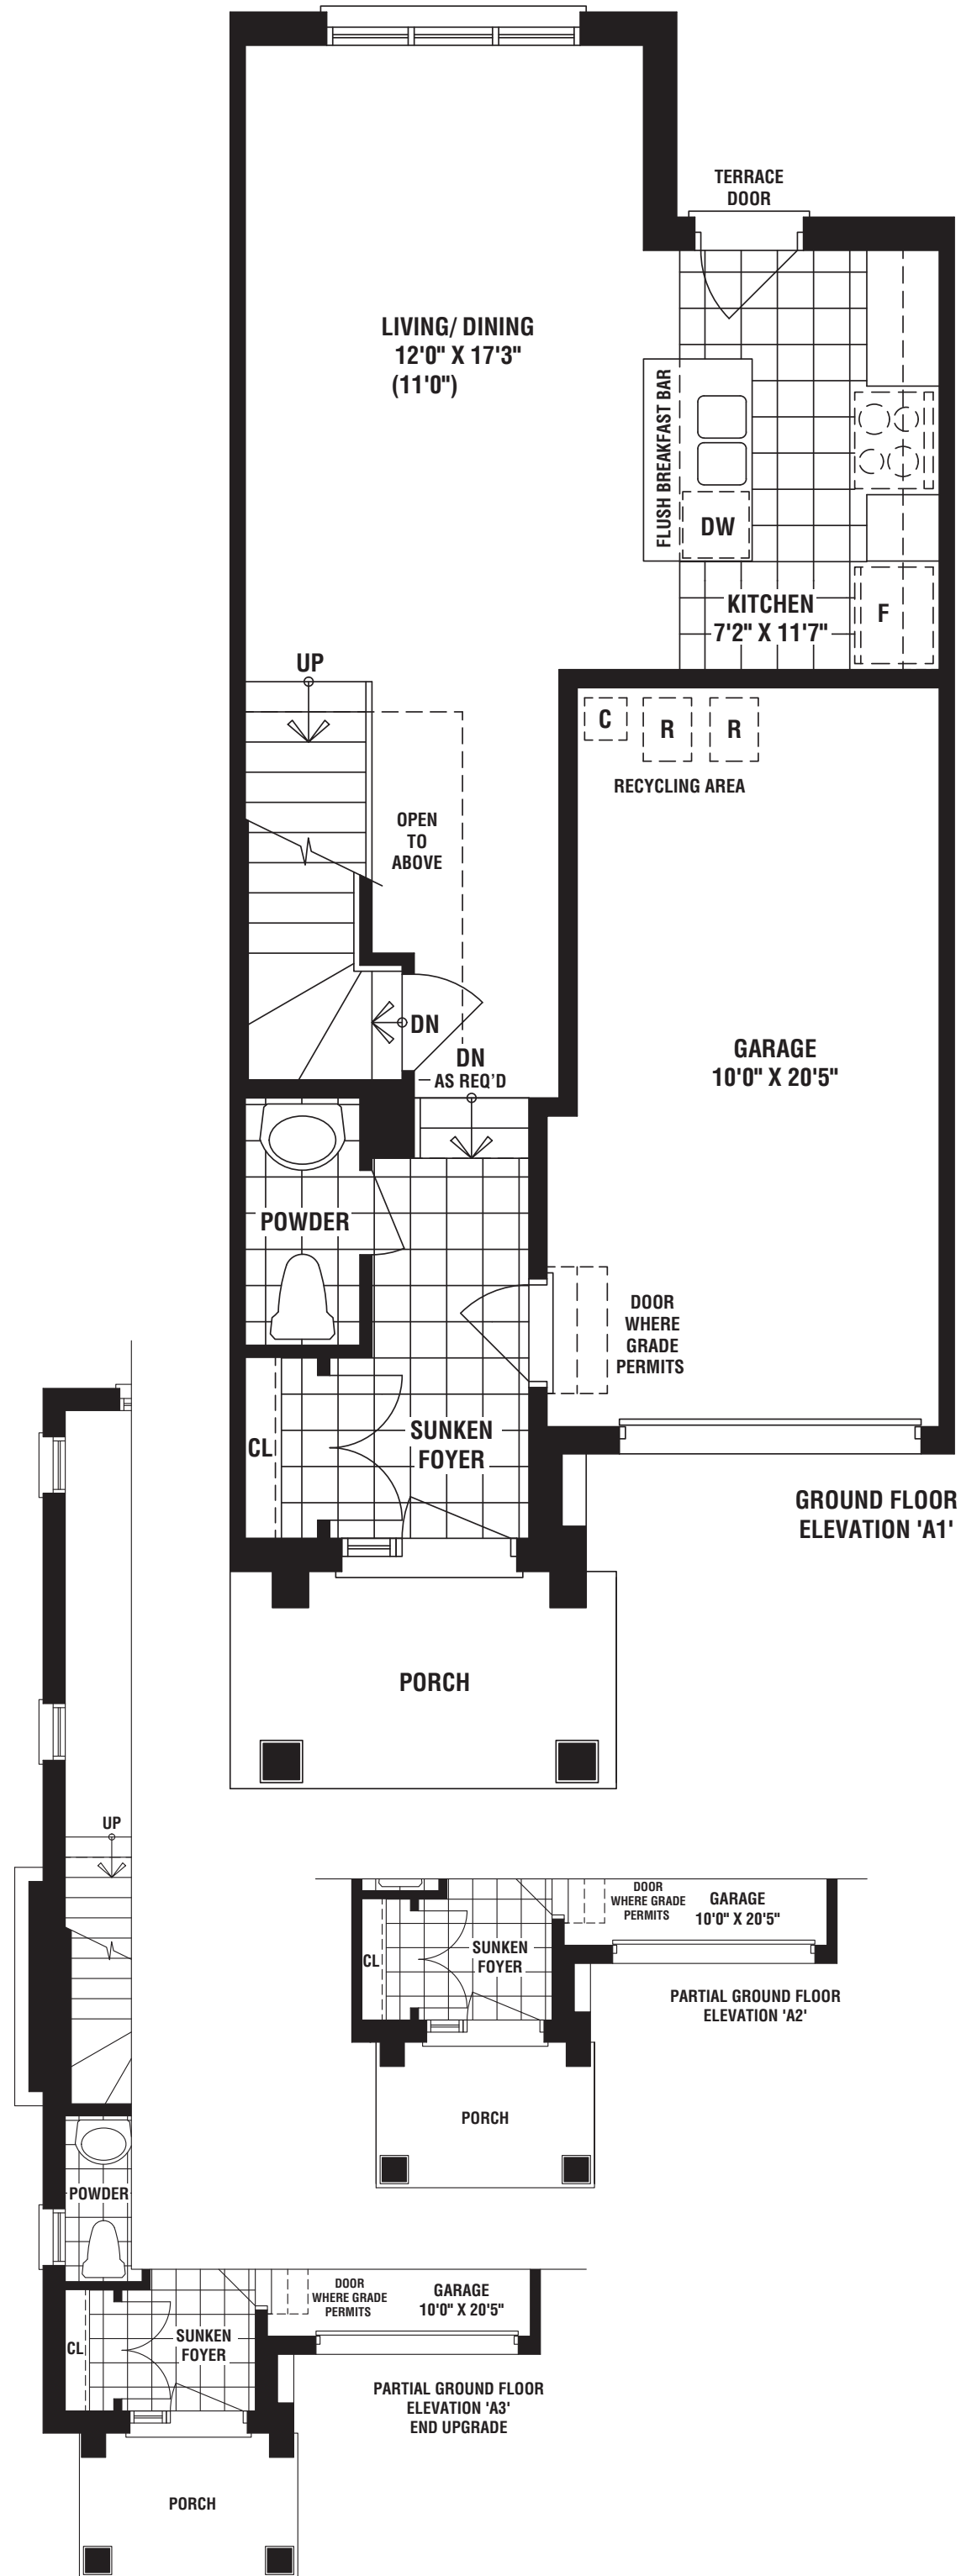 TERRACE
DOOR
LIVING/ DINING
12'0" X 17'3"
(11'0")
FLUSH BREAKFAST BAR
DW
KITCHEN
7'2" X 11'7"
F
UP
C
R
R
RECYCLING AREA
OPEN
TO
ABOVE
DN
DN
AS REQ'D
GARAGE
10'0" X 20'5"
POWDER
DOOR
WHERE
GRADE
PERMITS
CL
SUNKEN
FOYER
GROUND FLOOR
ELEVATION 'A1'
PORCH
UP
POWDER
DOOR
WHERE GRADE
PERMITS
GARAGE
10'0" X 20'5"
CL
SUNKEN
FOYER
PARTIAL GROUND FLOOR
ELEVATION 'A2'
PORCH
DOOR
WHERE GRADE
PERMITS
GARAGE
10'0" X 20'5"
CL
SUNKEN
FOYER
PARTIAL GROUND FLOOR
ELEVATION 'A3'
END UPGRADE
PORCH